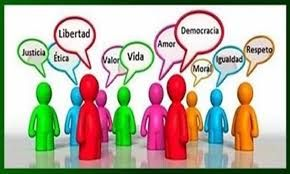 Justicia
Ética
Libertad
Valor
Vida
Amor
Democracia
Moral
Igualdad
Respeto